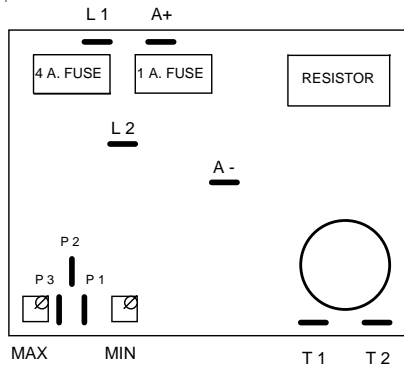 L 1 A+
4 A. FUSE 1 A. FUSE RESISTOR
L 2
A -
P 2
P 3 P 1
MAX MIN T 1 T 2